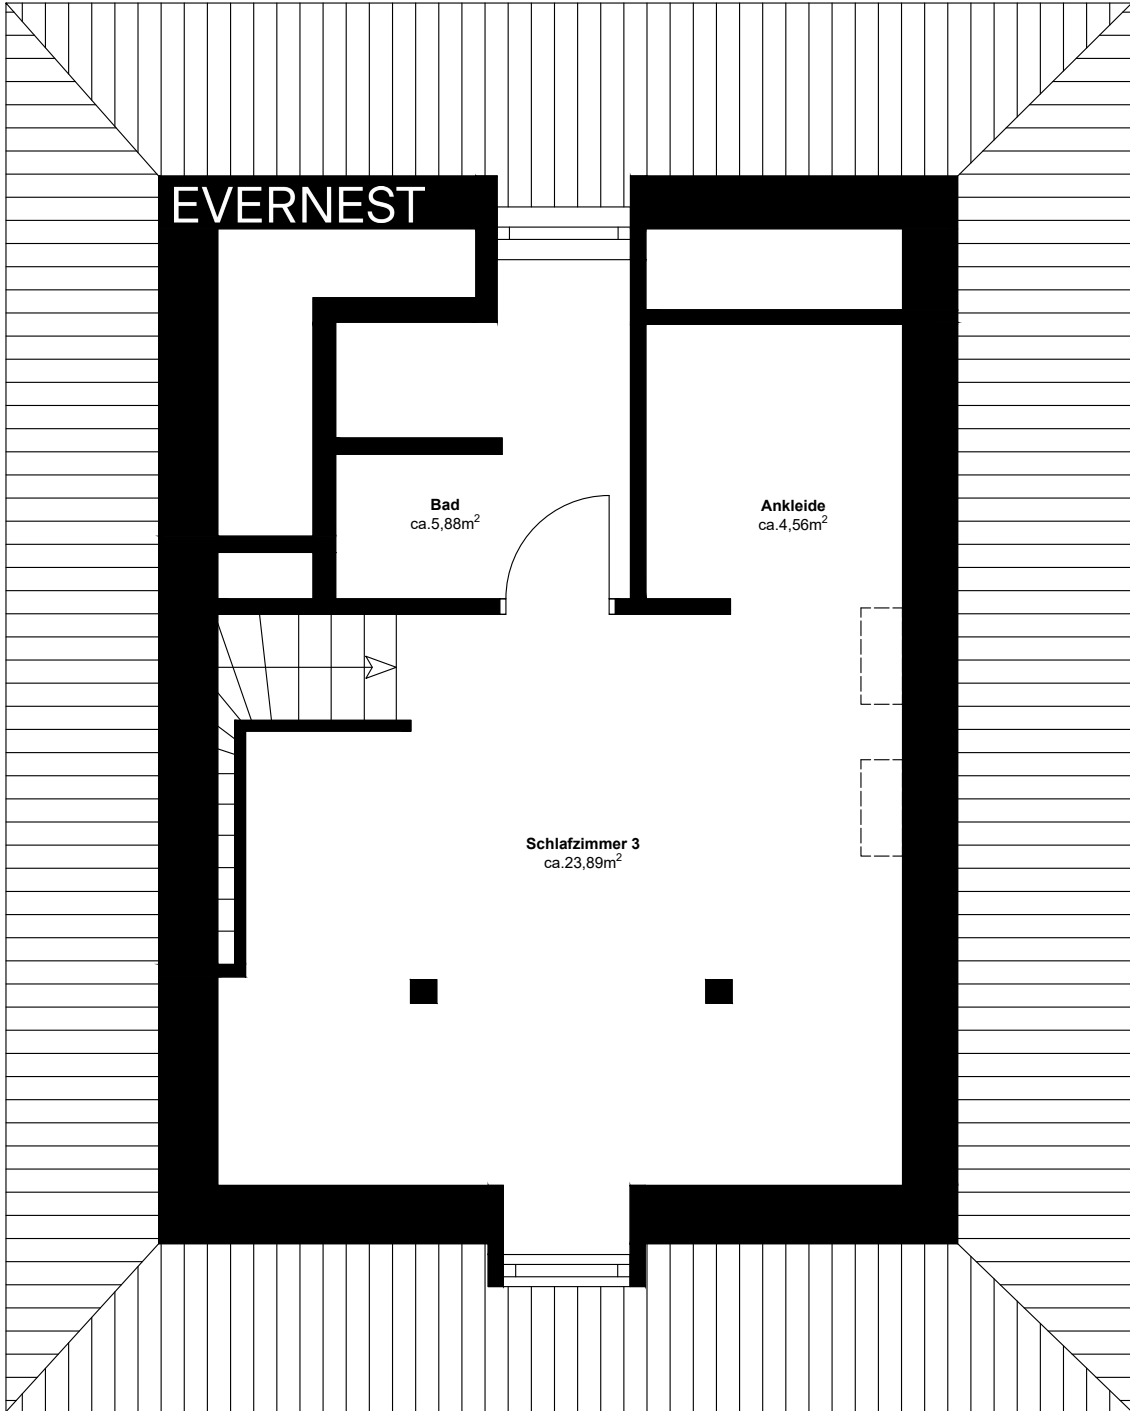 EVERNEST
Bad
ca.5,88m²
Ankleide
ca.4,56m²
Schlafzimmer 3
ca.23,89m²